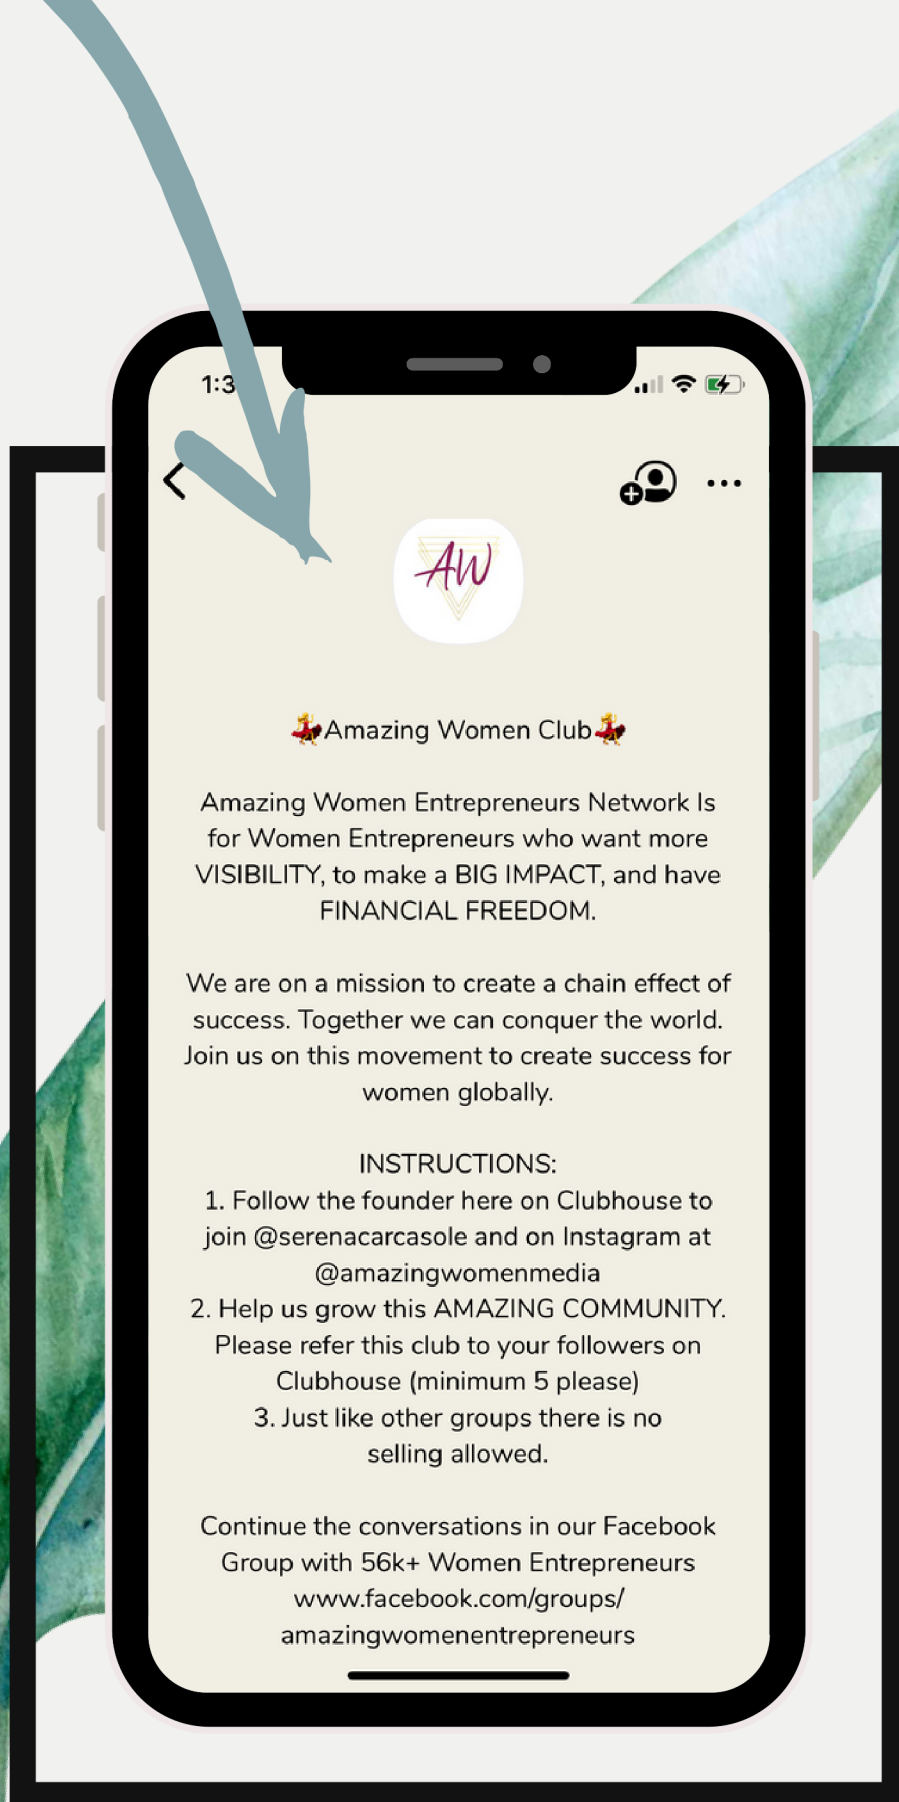 1:3
AW
💃Amazing Women Club💃
Amazing Women Entrepreneurs Network Is
for Women Entrepreneurs who want more
VISIBILITY, to make a BIG IMPACT, and have
FINANCIAL FREEDOM.
We are on a mission to create a chain effect of
success. Together we can conquer the world.
Join us on this movement to create success for
women globally.
INSTRUCTIONS:
1. Follow the founder here on Clubhouse to
join @serenacarcasole and on Instagram at
@amazingwomenmedia
2. Help us grow this AMAZING COMMUNITY.
Please refer this club to your followers on
Clubhouse (minimum 5 please)
3. Just like other groups there is no
selling allowed.
Continue the conversations in our Facebook
Group with 56k+ Women Entrepreneurs
www.facebook.com/groups/
amazingwomenentrepreneurs